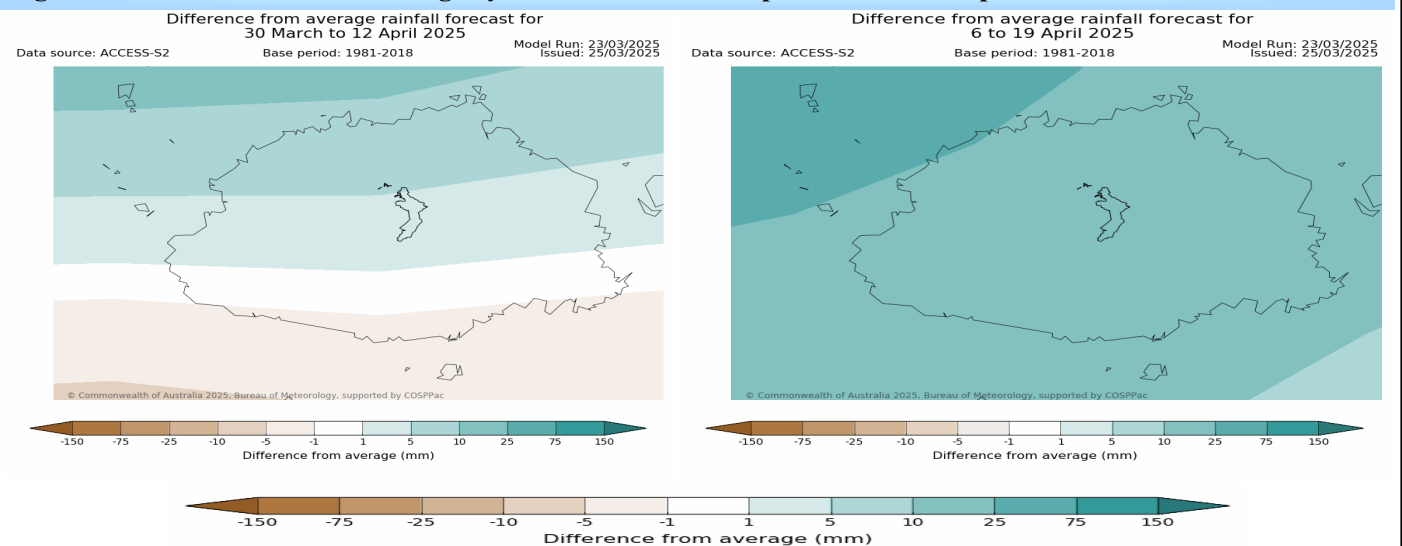 Difference from average rainfall forecast for
30 March to 12 April 2025
Model Run: 23/03/2025
Data source: ACCESS-S2 Base period: 1981-2018 Issued: 25/03/2025
© Commonwealth of Australia 2025, Bureau of Meteorology, supported by COSPPac
-150 -75 -25 -10 -5 -1 1 5 10 25 75 150
Difference from average (mm)
Difference from average rainfall forecast for
6 to 19 April 2025
Model Run: 23/03/2025
Data source: ACCESS-S2 Base period: 1981-2018 Issued: 25/03/2025
© Commonwealth of Australia 2025, Bureau of Meteorology, supported by COSPPac
-150 -75 -25 -10 -5 -1 1 5 10 25 75 150
Difference from average (mm)
-150 -75 -25 -10 -5 -1 1 5 10 25 75 150
Difference from average (mm)